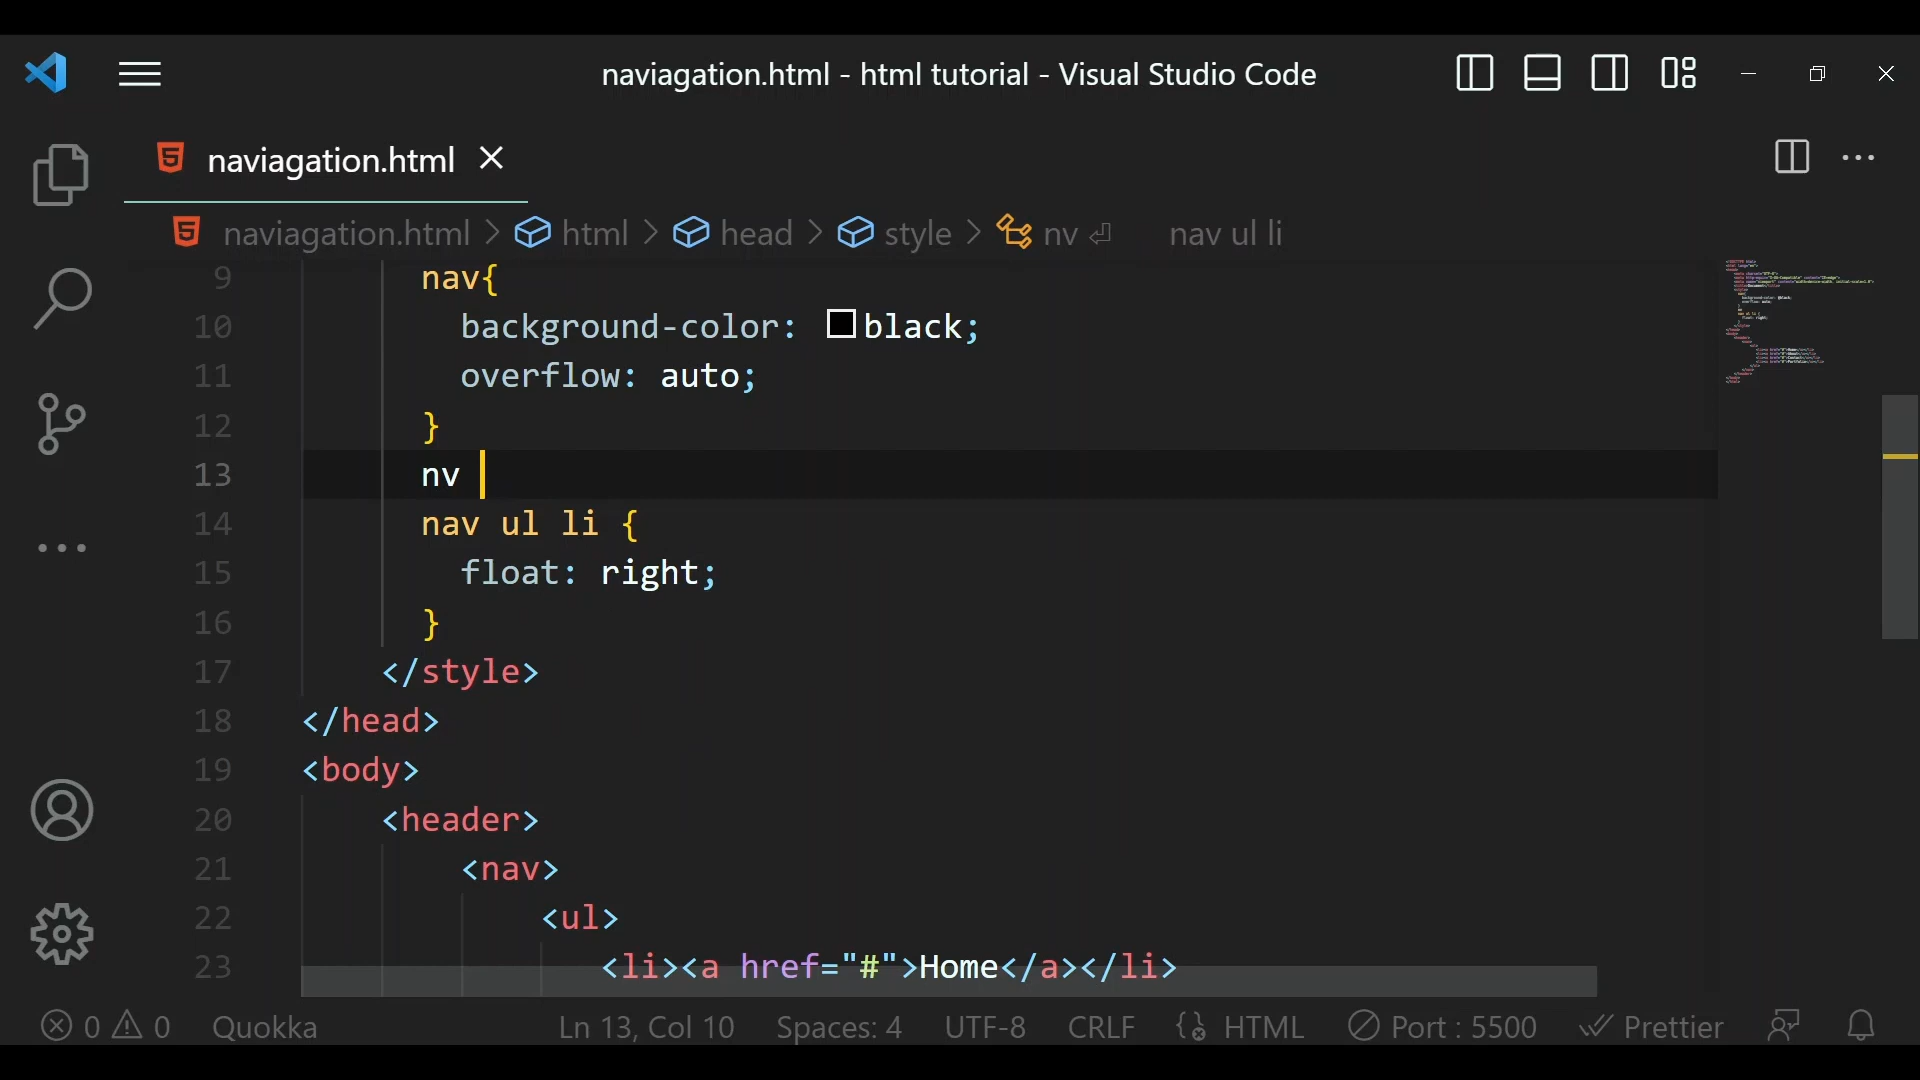 naviagation.html - html tutorial - Visual Studio Code
naviagation.html
naviagation.html > html > head > style > nv ⏎ nav ul li
9 nav{
10 background-color: black;
11 overflow: auto;
12 }
13 nv
14 nav ul li {
15 float: right;
16 }
17 </style>
18 </head>
19 <body>
20 <header>
21 <nav>
22 <ul>
23 <li><a href="#">Home</a></li>
0 0 Quokka Ln 13, Col 10 Spaces: 4 UTF-8 CRLF HTML Port : 5500 Prettier